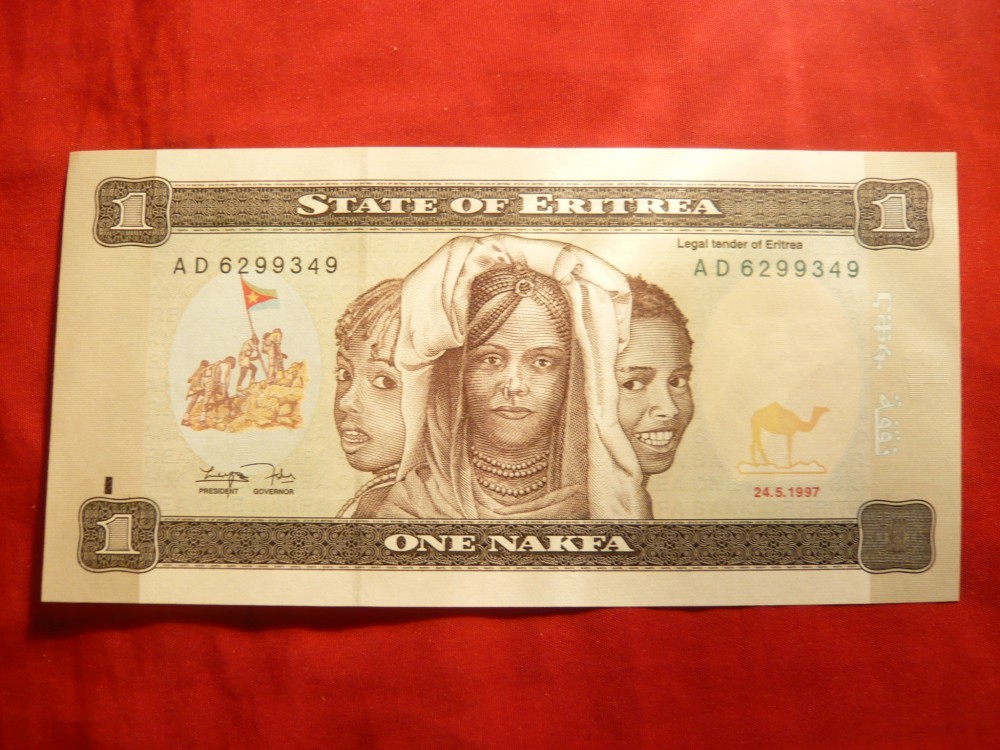 1 STATE OF ERITREA 1
Legal tender of Eritrea
AD 6299349 AD 6299349
PRESIDENT GOVERNOR
24.5.1997
1 ONE NAKFA